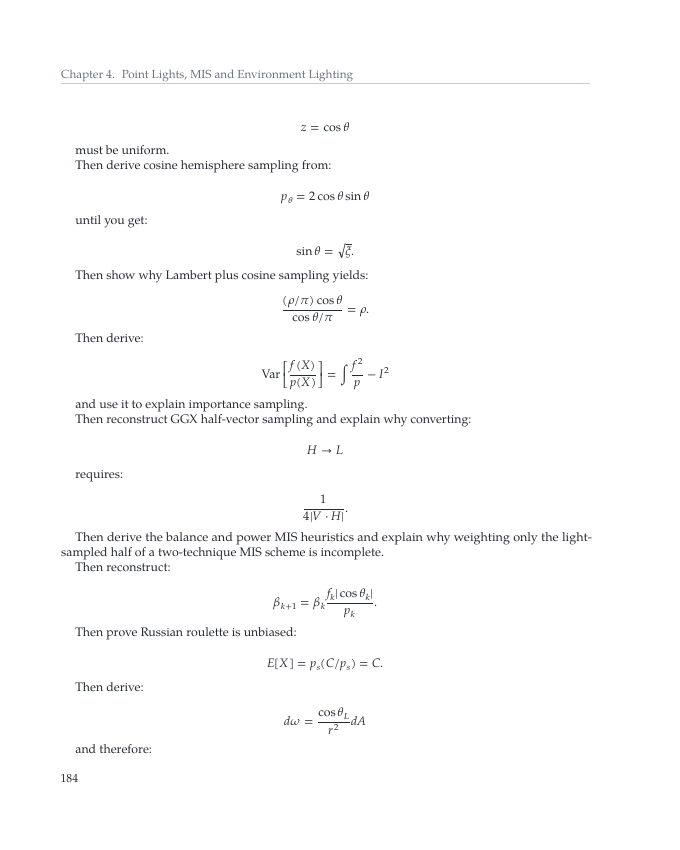 Chapter 4. Point Lights, MIS and Environment Lighting
z = cos θ
must be uniform.
Then derive cosine hemisphere sampling from:
p_θ = 2 cos θ sin θ
until you get:
sin θ = √ξ.
Then show why Lambert plus cosine sampling yields:
(ρ/π) cos θ / cos θ/π = ρ.
Then derive:
Var [ f(X) / p(X) ] = ∫ f² / p − I²
and use it to explain importance sampling.
Then reconstruct GGX half-vector sampling and explain why converting:
H → L
requires:
1 / 4|V · H| .
Then derive the balance and power MIS heuristics and explain why weighting only the light-
sampled half of a two-technique MIS scheme is incomplete.
Then reconstruct:
β_{k+1} = β_k f_k|cos θ_k| / p_k .
Then prove Russian roulette is unbiased:
E[X] = p_s(C/p_s) = C.
Then derive:
dω = cos θ_L / r² dA
and therefore:
184